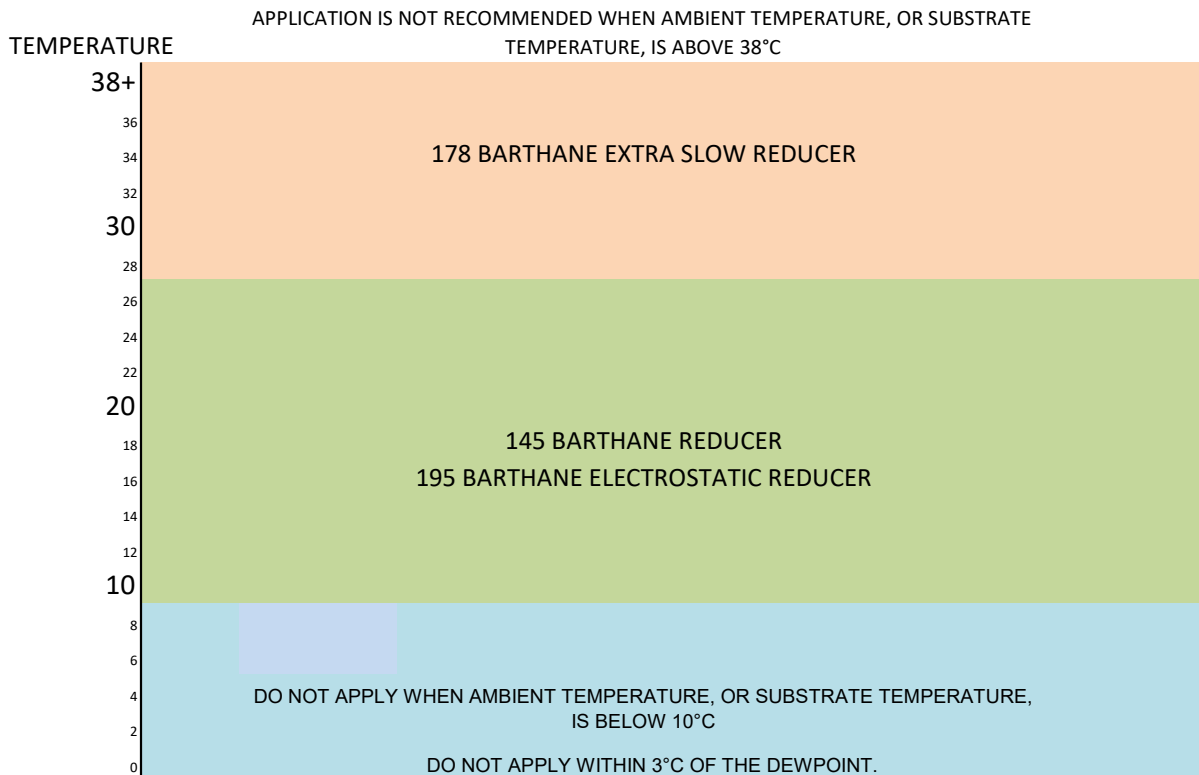 APPLICATION IS NOT RECOMMENDED WHEN AMBIENT TEMPERATURE, OR SUBSTRATE
TEMPERATURE, IS ABOVE 38°C
TEMPERATURE
38+
36
34
178 BARTHANE EXTRA SLOW REDUCER
32
30
28
26
24
22
20
18
145 BARTHANE REDUCER
16
195 BARTHANE ELECTROSTATIC REDUCER
14
12
10
8
6
4
DO NOT APPLY WHEN AMBIENT TEMPERATURE, OR SUBSTRATE TEMPERATURE,
IS BELOW 10°C
2
0
DO NOT APPLY WITHIN 3°C OF THE DEWPOINT.